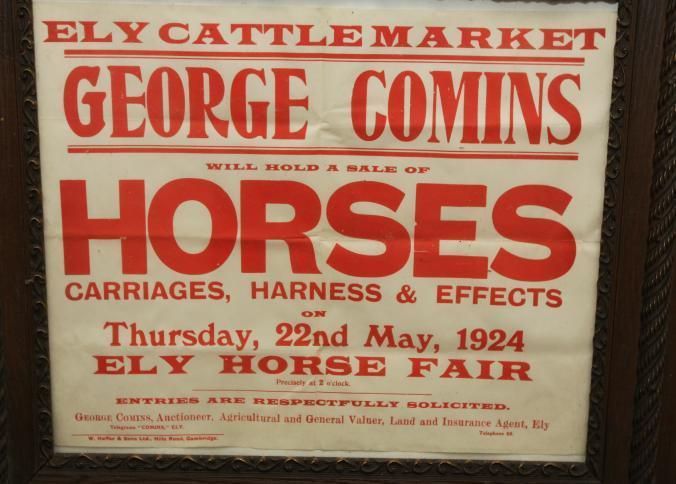 ELY CATTLE MARKET
GEORGE COMINS
WILL HOLD A SALE OF
HORSES
CARRIAGES, HARNESS & EFFECTS
ON
Thursday, 22nd May, 1924
ELY HORSE FAIR
Precisely at 2 o'clock.
ENTRIES ARE RESPECTFULLY SOLICITED.
GEORGE COMINS, Auctioneer, Agricultural and General Valuer, Land and Insurance Agent, Ely
Telegrams "COMINS," ELY. Telephone
W. Heffer & Sons Ltd., Hills Road, Cambridge.